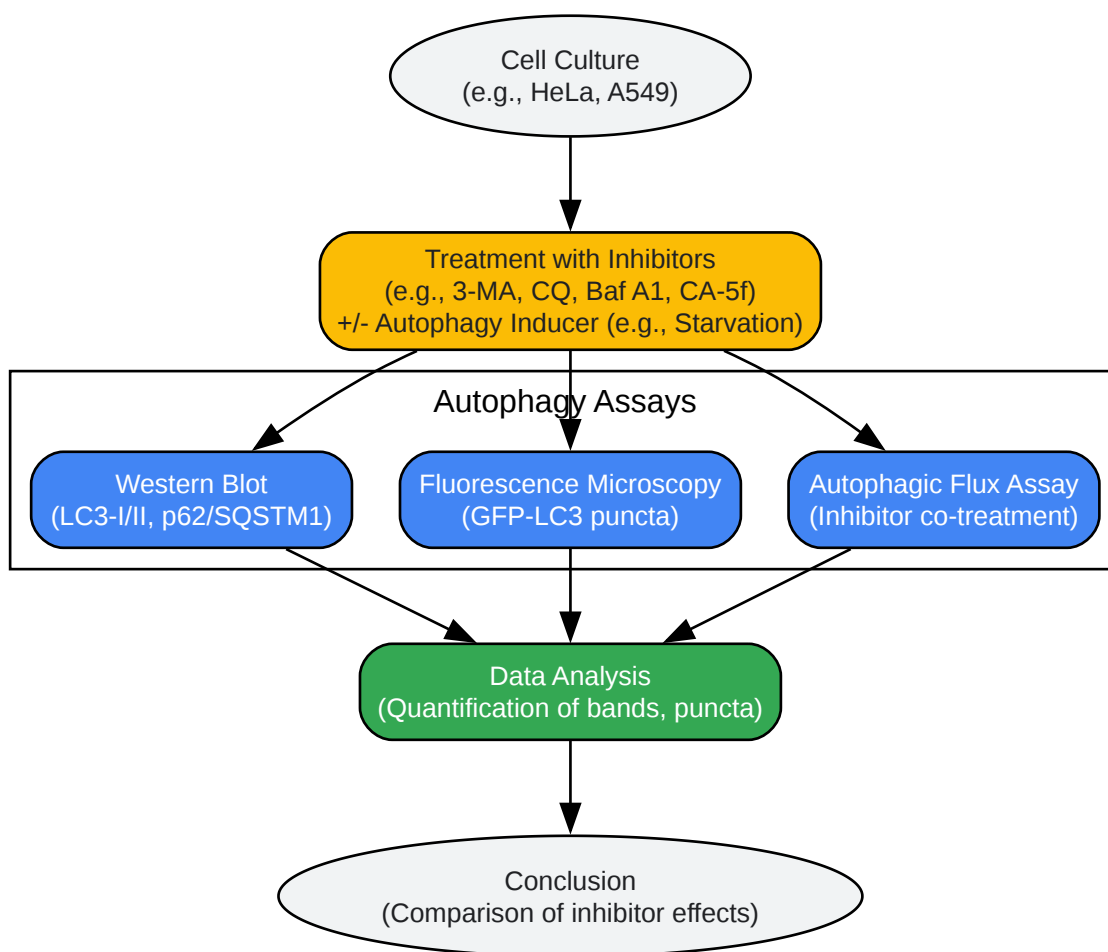 Cell Culture
(e.g., HeLa, A549)
Treatment with Inhibitors
(e.g., 3-MA, CQ, Baf A1, CA-5f)
+/- Autophagy Inducer (e.g., Starvation)
Autophagy Assays
Western Blot
(LC3-I/II, p62/SQSTM1)
Fluorescence Microscopy
(GFP-LC3 puncta)
Autophagic Flux Assay
(Inhibitor co-treatment)
Data Analysis
(Quantification of bands, puncta)
Conclusion
(Comparison of inhibitor effects)